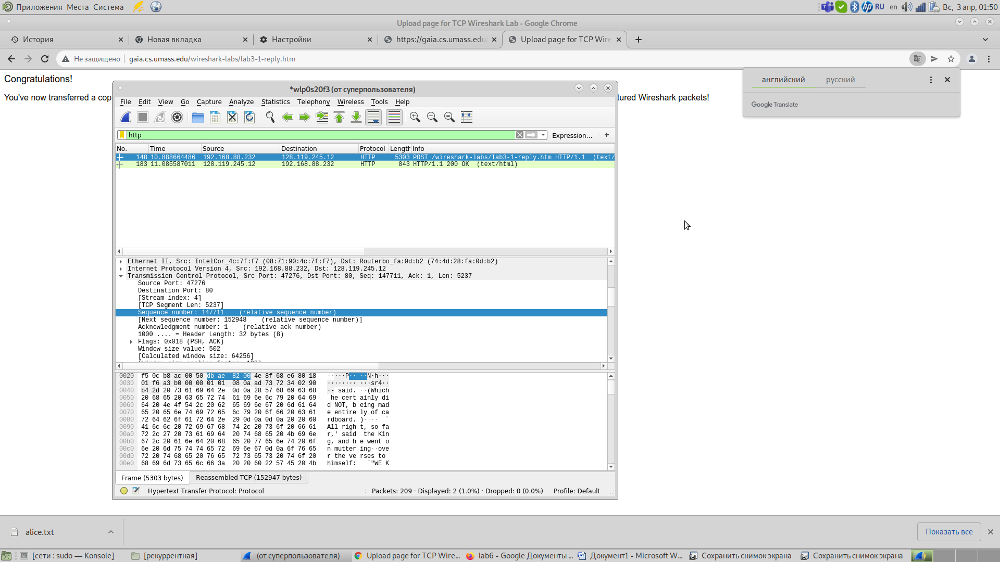 Приложения Места Система
RU en Вс, 3 апр, 01:50
Upload page for TCP Wireshark Lab - Google Chrome
История
Новая вкладка
Настройки
https://gaia.cs.umass.edu
Upload page for TCP Wire
Не защищено gaia.cs.umass.edu/wireshark-labs/lab3-1-reply.htm
Congratulations!
You've now transferred a cop
tured Wireshark packets!
английский русский
Google Translate
*wlp0s20f3 (от суперпользователя)
File Edit View Go Capture Analyze Statistics Telephony Wireless Tools Help
http Expression... +
No. Time Source Destination Protocol Length Info
148 10.888664486 192.168.88.232 128.119.245.12 HTTP 5303 POST /wireshark-labs/lab3-1-reply.htm HTTP/1.1 (text/
183 11.085587011 128.119.245.12 192.168.88.232 HTTP 843 HTTP/1.1 200 OK (text/html)
Ethernet II, Src: IntelCor_4c:7f:f7 (08:71:90:4c:7f:f7), Dst: Routerbo_fa:0d:b2 (74:4d:28:fa:0d:b2)
Internet Protocol Version 4, Src: 192.168.88.232, Dst: 128.119.245.12
Transmission Control Protocol, Src Port: 47276, Dst Port: 80, Seq: 147711, Ack: 1, Len: 5237
Source Port: 47276
Destination Port: 80
[Stream index: 4]
[TCP Segment Len: 5237]
Sequence number: 147711 (relative sequence number)
[Next sequence number: 152948 (relative sequence number)]
Acknowledgment number: 1 (relative ack number)
1000 .... = Header Length: 32 bytes (8)
Flags: 0x018 (PSH, ACK)
Window size value: 502
[Calculated window size: 64256]
0020 f5 0c b8 ac 00 50 db ae 82 00 4e 8f 68 e6 80 18 ·····P·· ··N·h···
0030 01 f6 a3 b0 00 00 01 01 08 0a ad 73 72 34 02 90 ········ ···sr4··
0040 b4 2d 20 73 61 69 64 2e 0d 0a 28 57 68 69 63 68 ·- said. ··(Which
0050 20 68 65 20 63 65 72 74 61 69 6e 6c 79 20 64 69 he cert ainly di
0060 64 20 4e 4f 54 2c 20 62 65 69 6e 67 20 6d 61 64 d NOT, b eing mad
0070 65 20 65 6e 74 69 72 65 6c 79 20 6f 66 20 63 61 e entire ly of ca
0080 72 64 62 6f 61 72 64 2e 29 0d 0a 0d 0a 20 20 60 rdboard. )···· `
0090 41 6c 6c 20 72 69 67 68 74 2c 20 73 6f 20 66 61 All righ t, so fa
00a0 72 2c 27 20 73 61 69 64 20 74 68 65 20 4b 69 6e r,' said the Kin
00b0 67 2c 20 61 6e 64 20 68 65 20 77 65 6e 74 20 6f g, and h e went o
00c0 6e 20 6d 75 74 74 65 72 69 6e 67 0d 0a 6f 76 65 n mutter ing··ove
00d0 72 20 74 68 65 20 76 65 72 73 65 73 20 74 6f 20 r the ve rses to
00e0 68 69 6d 73 65 6c 66 3a 20 20 60 22 57 45 20 4b himself: `"WE K
Frame (5303 bytes) Reassembled TCP (152947 bytes)
Hypertext Transfer Protocol: Protocol Packets: 209 · Displayed: 2 (1.0%) · Dropped: 0 (0.0%) Profile: Default
alice.txt
Показать все
[сети : sudo — Konsole] [рекуррентная] (от суперпользователя) Upload page for TCP Wire... lab6 - Google Документы ... Документ1 - Microsoft W... Сохранить снимок экрана Сохранить снимок экрана